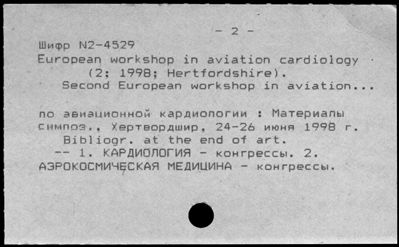 - 2 -
Шифр N2-4529
European workshop in aviation cardiology
(2; 1998; Hertfordshire).
Second European workshop in aviation...
по авиационной кардиологии : Материалы
симпоз., Хертвордшир, 24-26 июня 1998 г.
Bibliogr. at the end of art.
-- 1. КАРДИОЛОГИЯ - конгрессы. 2.
АЭРОКОСМИЧЕСКАЯ МЕДИЦИНА - конгрессы.